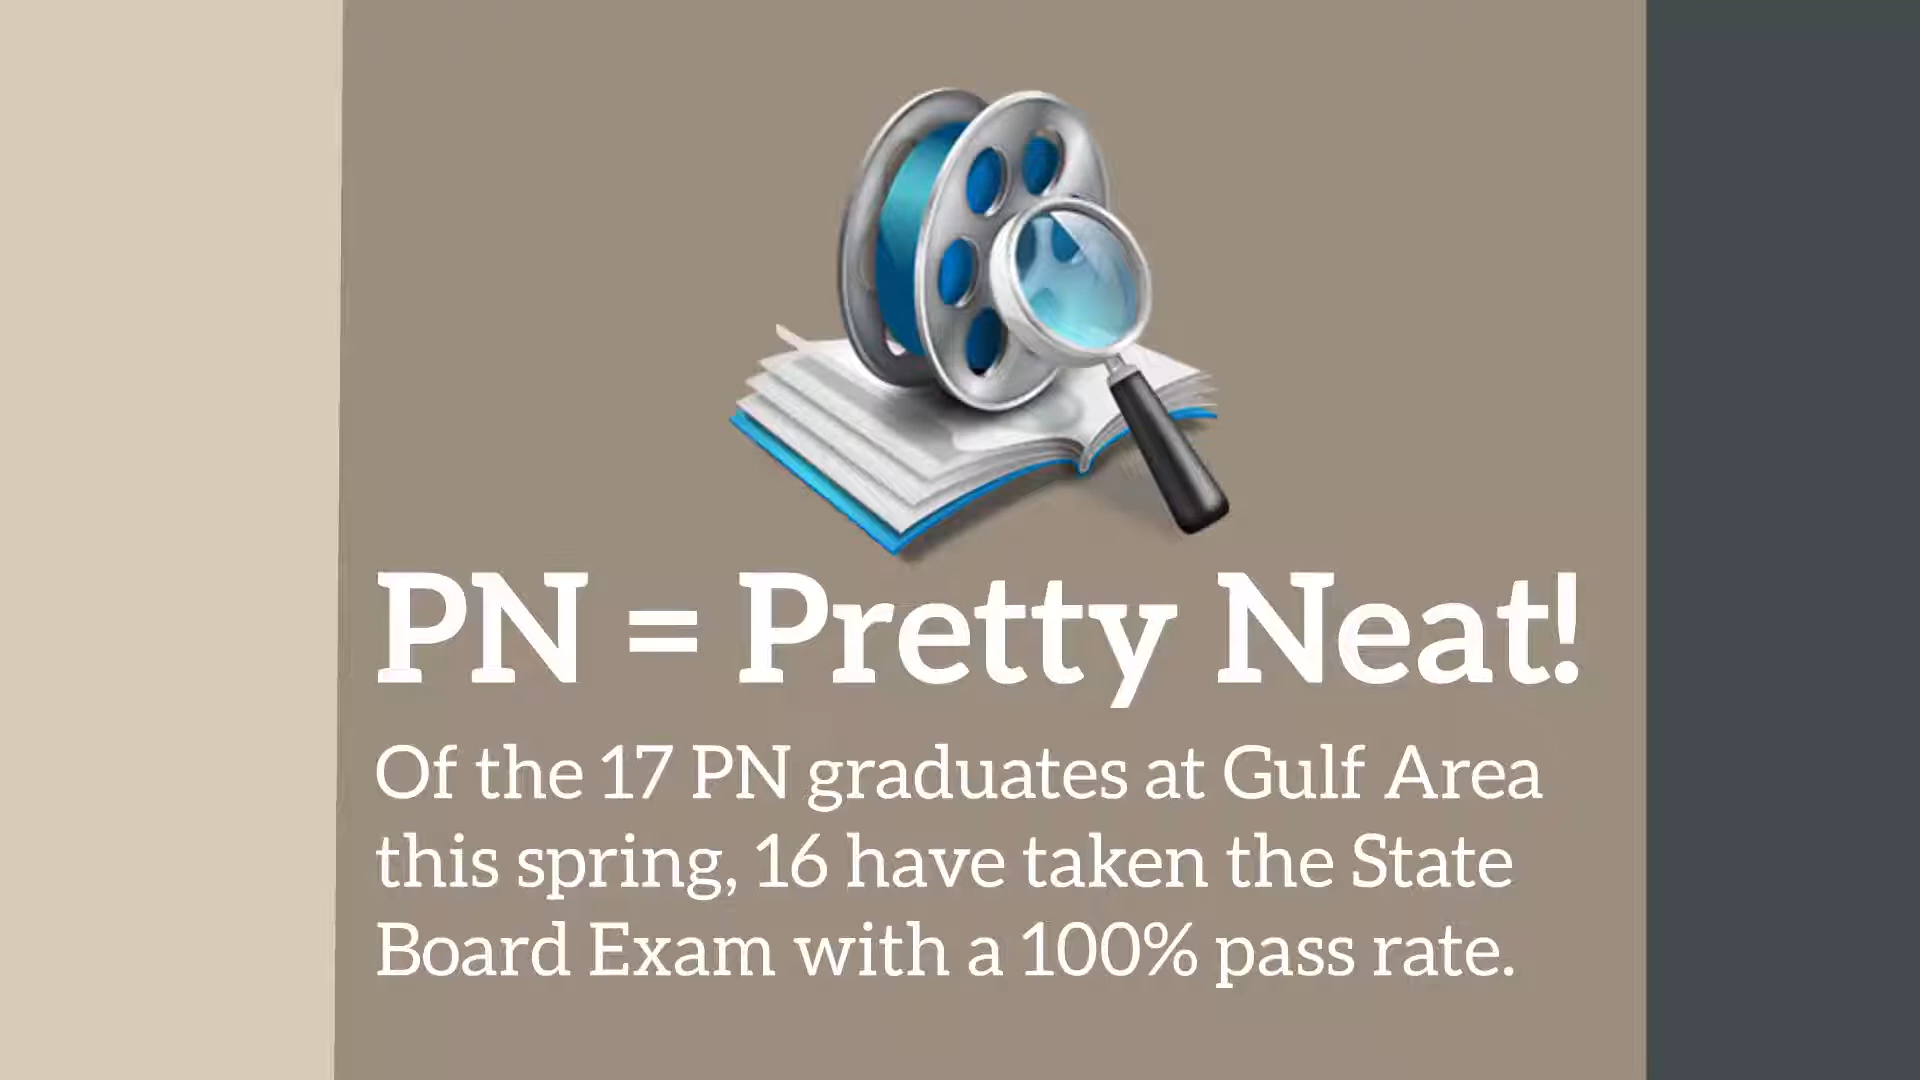 PN = Pretty Neat!
Of the 17 PN graduates at Gulf Area
this spring, 16 have taken the State
Board Exam with a 100% pass rate.